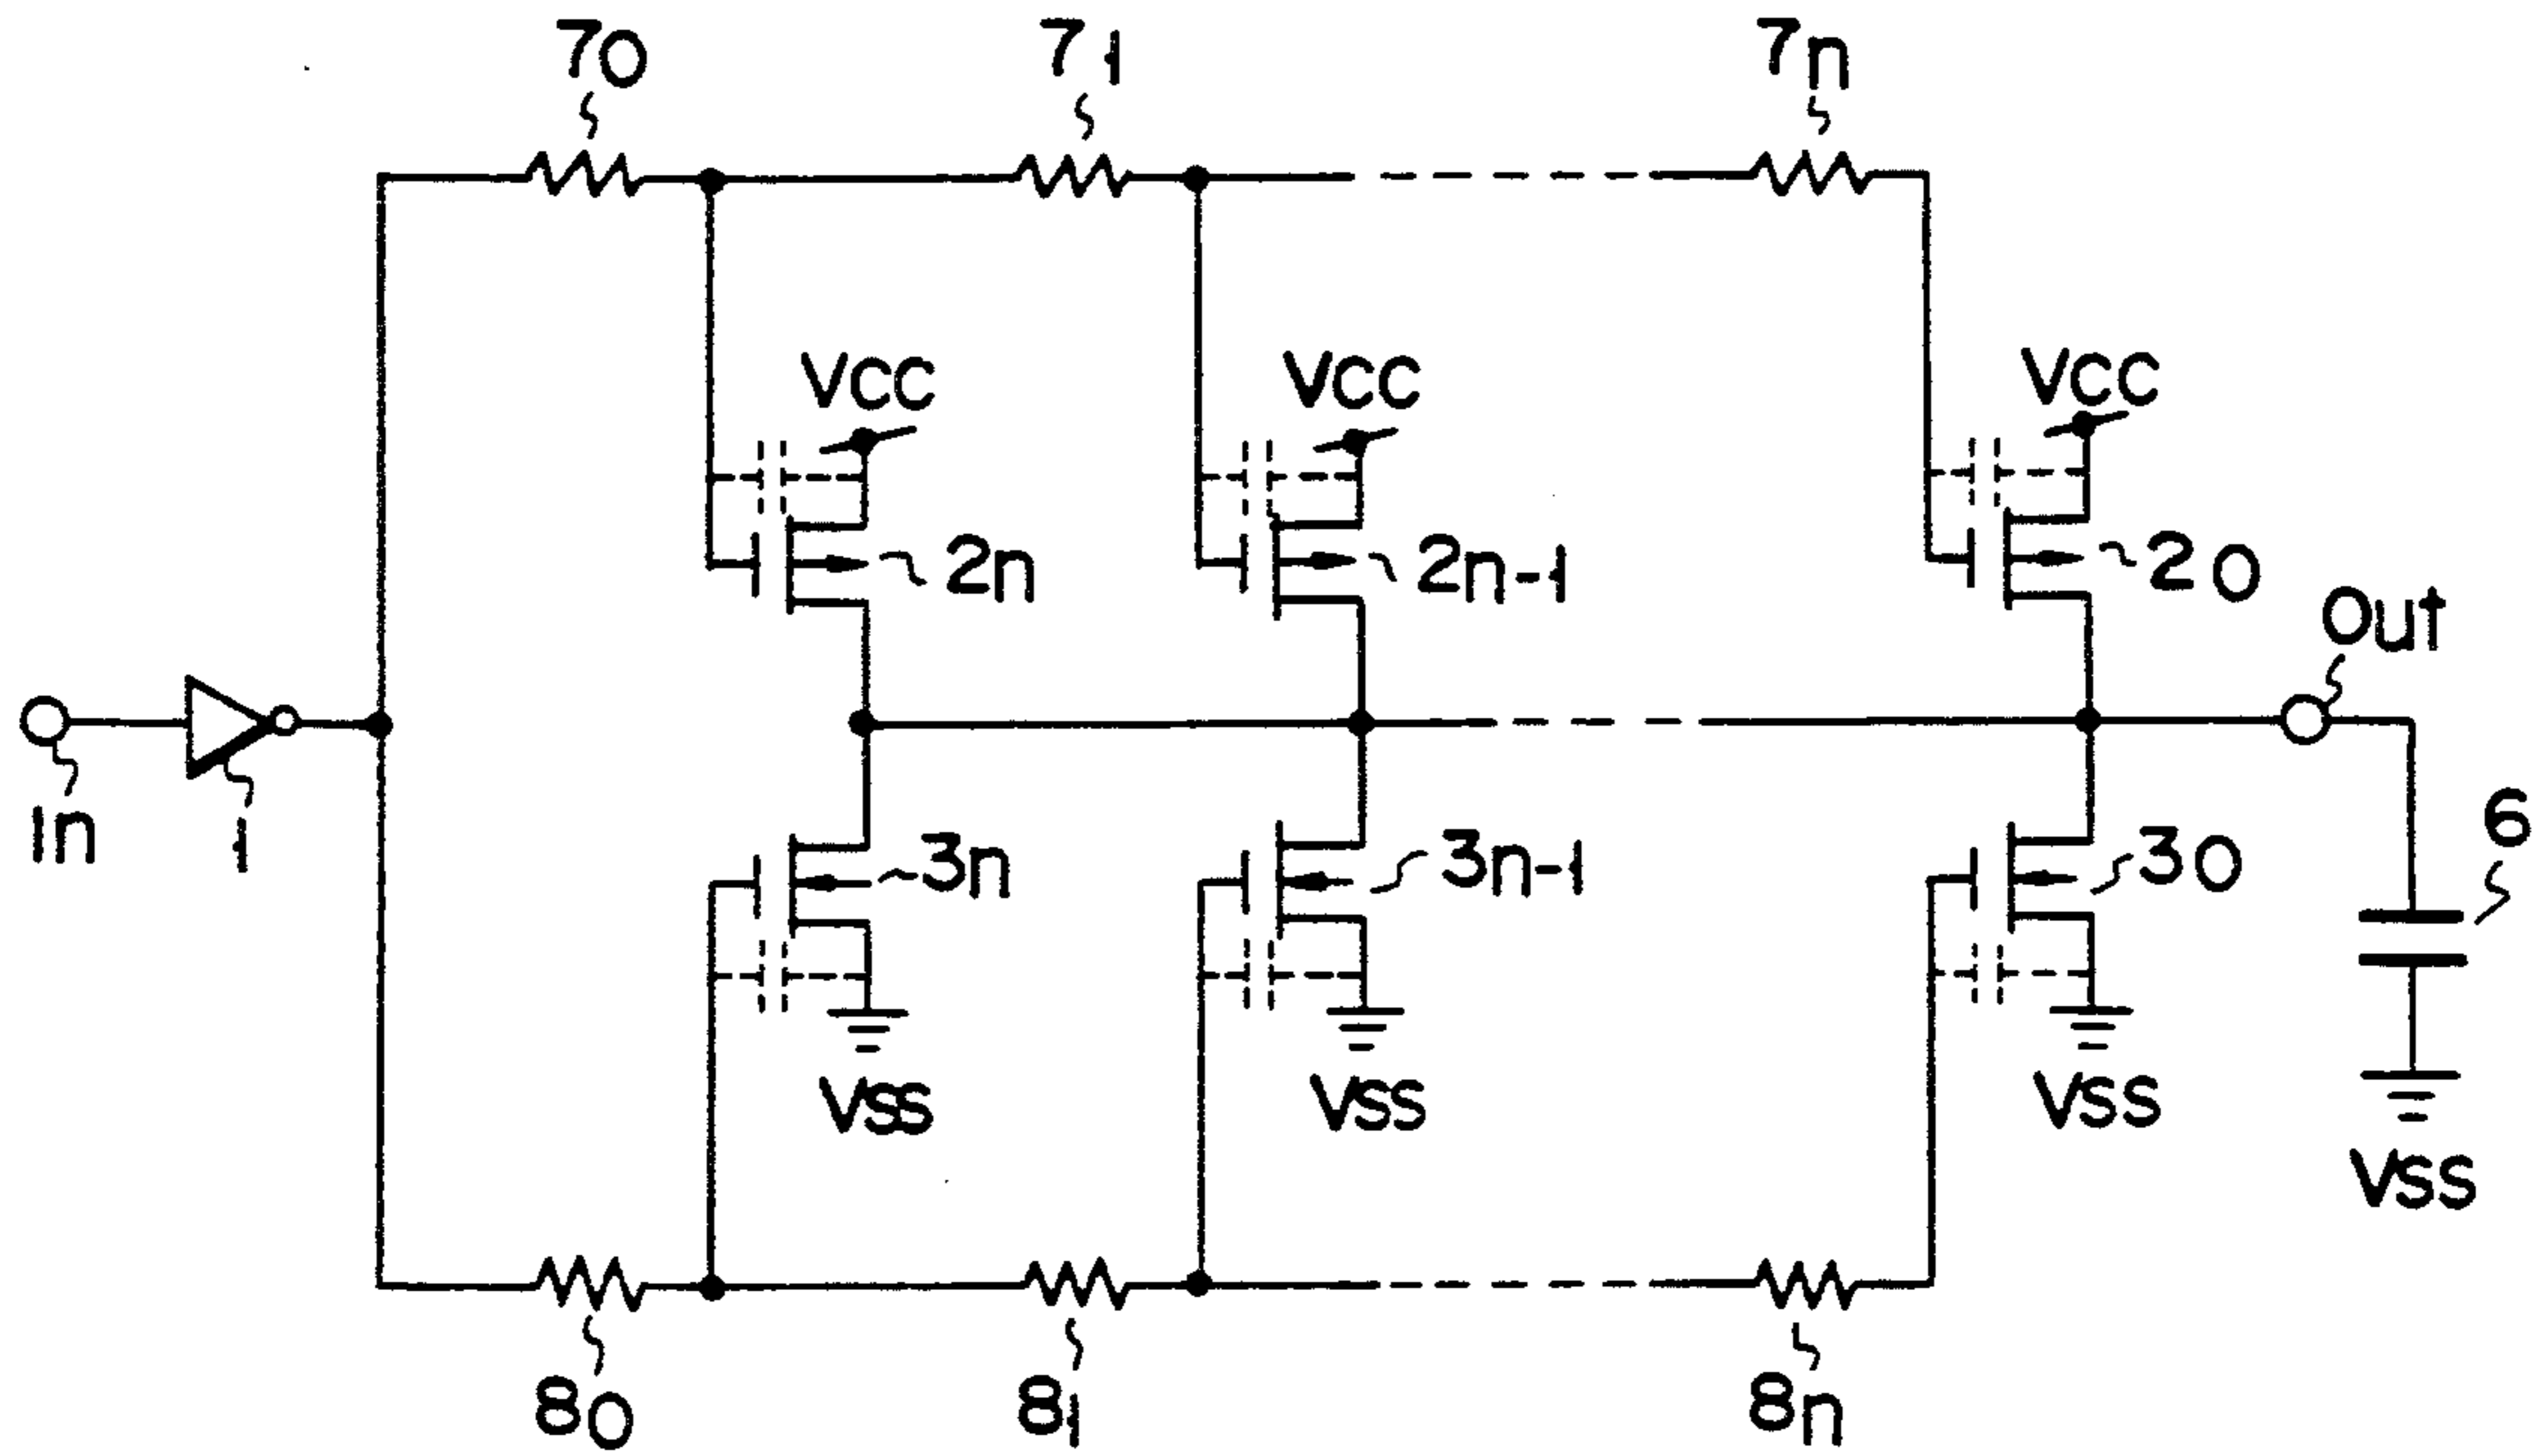 70 71 7n
VCC VCC VCC
2n 2n-1 20
Out
In 1
3n 3n-1 30 6
VSS VSS VSS
VSS
80 81 8n